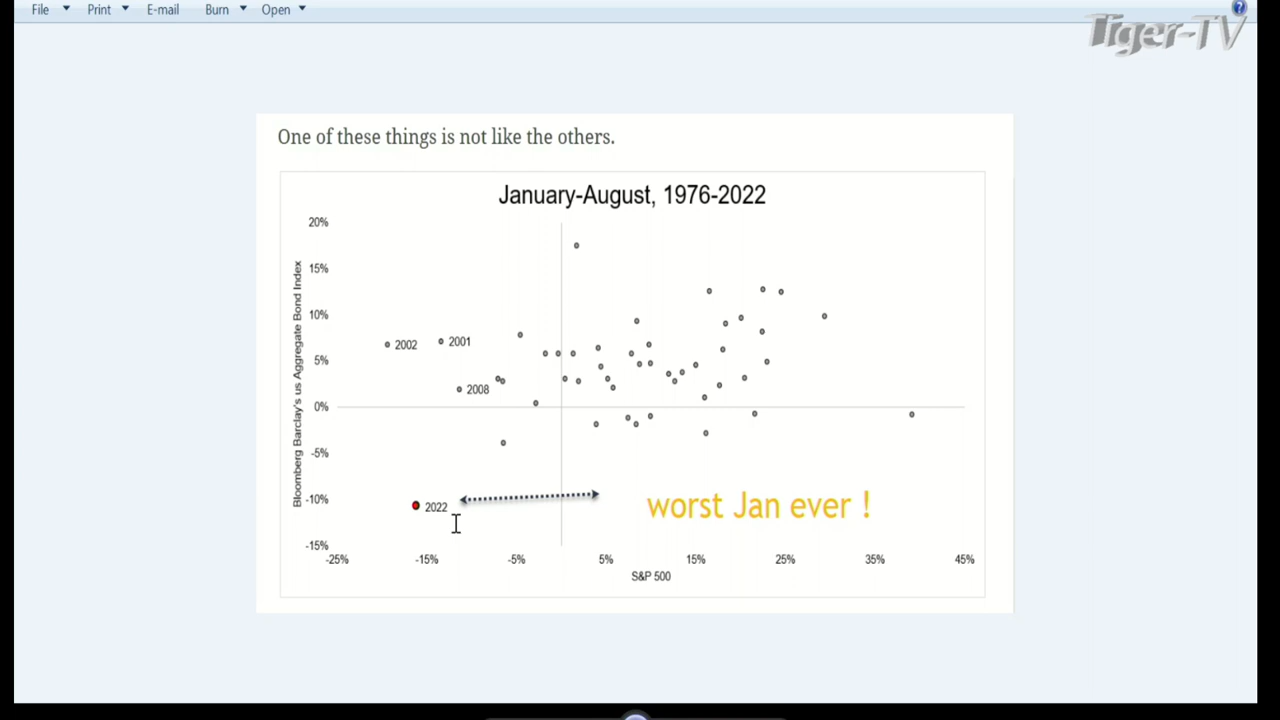 File Print E-mail Burn Open
?
Tiger-TV
One of these things is not like the others.
January-August, 1976-2022
Bloomberg Barclay's us Aggregate Bond Index
20%
15%
10%
5%
0%
-5%
-10%
-15%
2002
2001
2008
2022
worst Jan ever !
-25% -15% -5% 5% 15% 25% 35% 45%
S&P 500